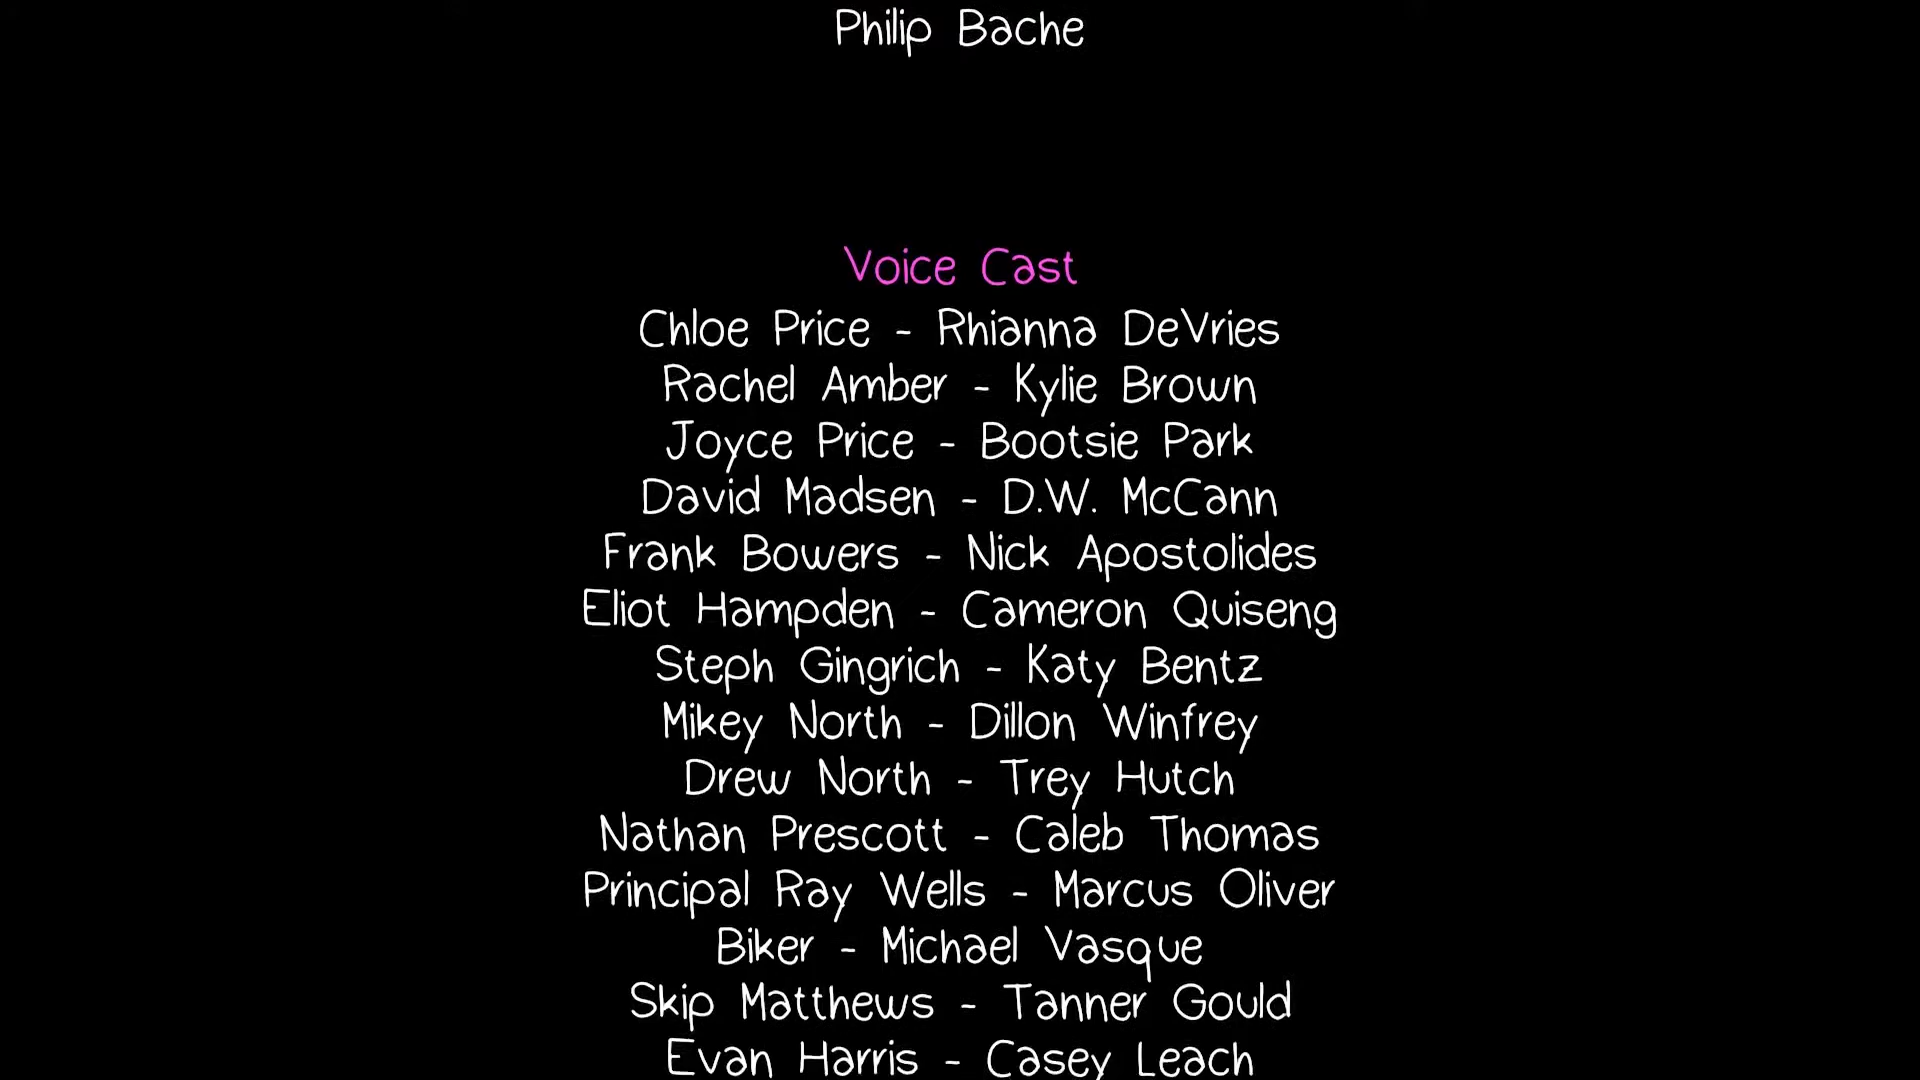 Philip Bache
Voice Cast
Chloe Price - Rhianna DeVries
Rachel Amber - Kylie Brown
Joyce Price - Bootsie Park
David Madsen - D.W. McCann
Frank Bowers - Nick Apostolides
Eliot Hampden - Cameron Quiseng
Steph Gingrich - Katy Bentz
Mikey North - Dillon Winfrey
Drew North - Trey Hutch
Nathan Prescott - Caleb Thomas
Principal Ray Wells - Marcus Oliver
Biker - Michael Vasque
Skip Matthews - Tanner Gould
Evan Harris - Casey Leach